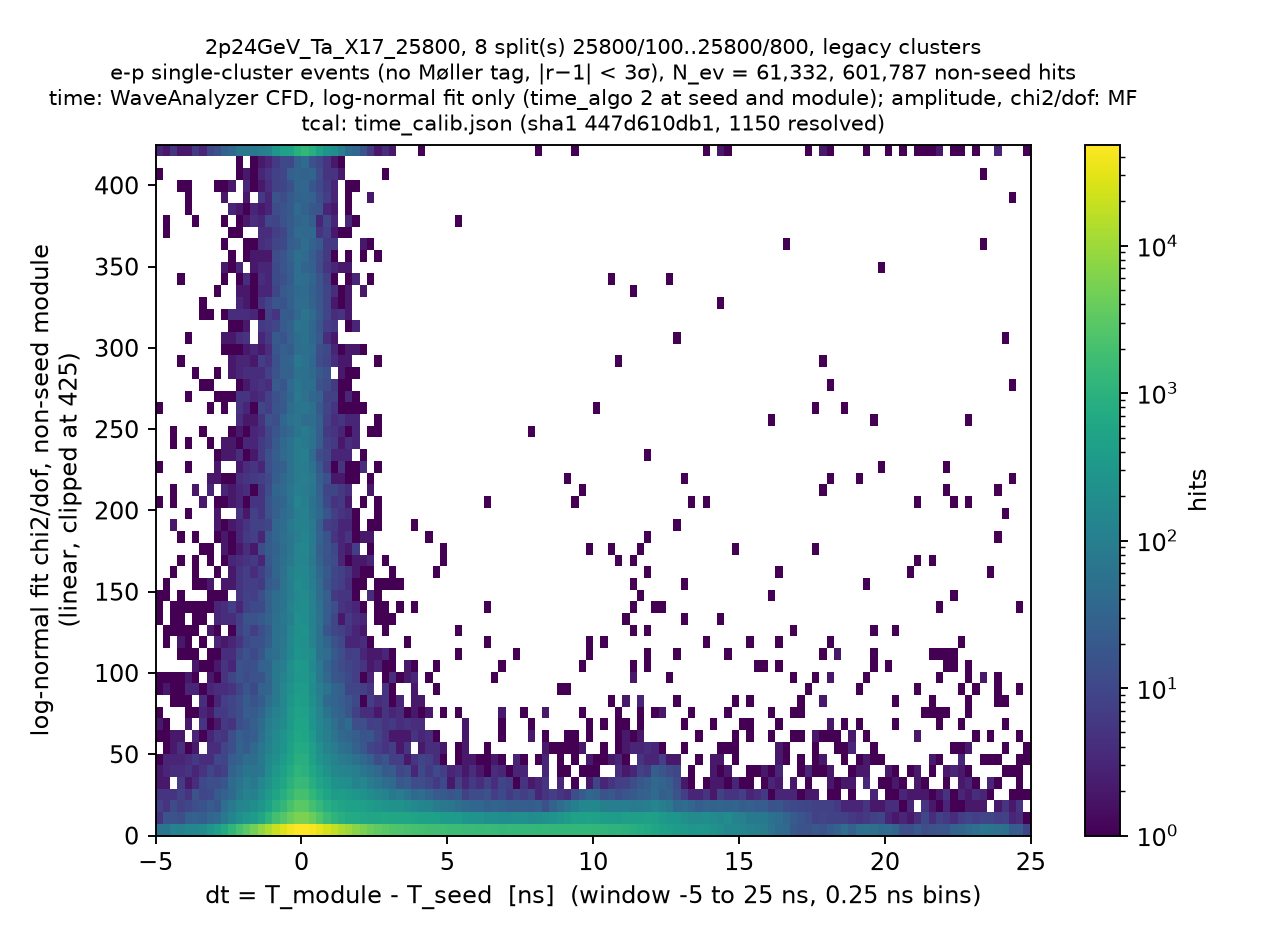 2p24GeV_Ta_X17_25800, 8 split(s) 25800/100..25800/800, legacy clusters
e-p single-cluster events (no Møller tag, |r−1| < 3σ), N_ev = 61,332, 601,787 non-seed hits
time: WaveAnalyzer CFD, log-normal fit only (time_algo 2 at seed and module); amplitude, chi2/dof: MF
tcal: time_calib.json (sha1 447d610db1, 1150 resolved)
log-normal fit chi2/dof, non-seed module
(linear, clipped at 425)
400
350
300
250
200
150
100
50
0
−5
0
5
10
15
20
25
dt = T_module - T_seed [ns] (window -5 to 25 ns, 0.25 ns bins)
10⁴
10³
10²
10¹
10⁰
hits